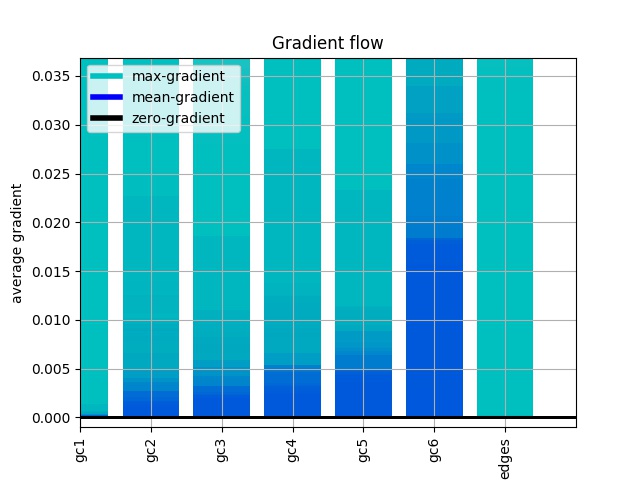 Gradient flow
max-gradient
mean-gradient
zero-gradient
average gradient
0.035
0.030
0.025
0.020
0.015
0.010
0.005
0.000
gc1
gc2
gc3
gc4
gc5
gc6
edges